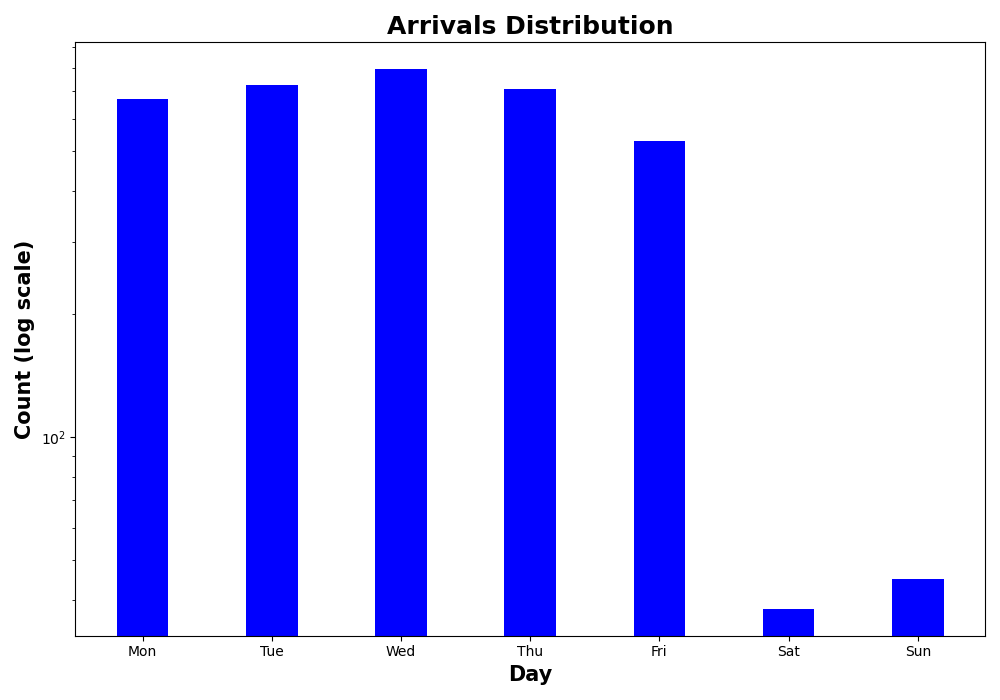 Arrivals Distribution
Count (log scale)
10²
Mon Tue Wed Thu Fri Sat Sun
Day